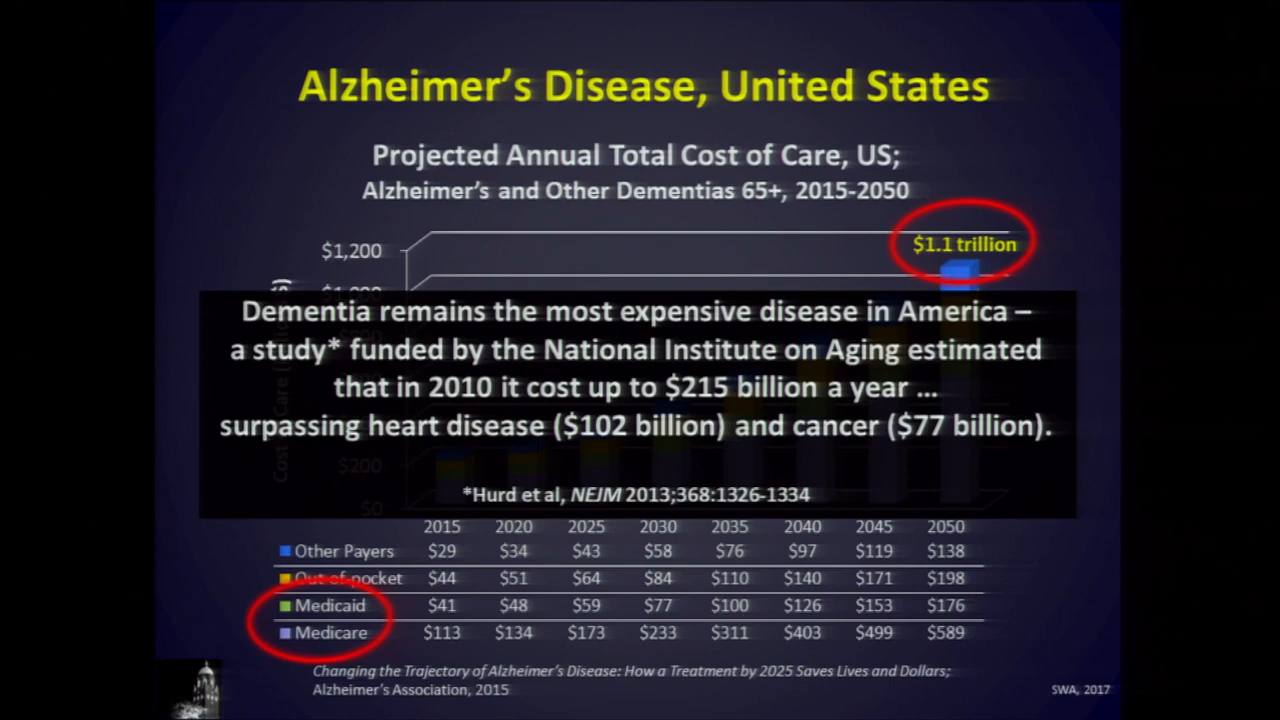 Alzheimer's Disease, United States
Projected Annual Total Cost of Care, US;
Alzheimer's and Other Dementias 65+, 2015-2050
$1.1 trillion
$1,200
Dementia remains the most expensive disease in America –
a study* funded by the National Institute on Aging estimated
that in 2010 it cost up to $215 billion a year ...
surpassing heart disease ($102 billion) and cancer ($77 billion).
$200
*Hurd et al, NEJM 2013;368:1326-1334
$0
2015 2020 2025 2030 2035 2040 2045 2050
Other Payers $29 $34 $43 $58 $76 $97 $119 $138
Out-of-pocket $44 $51 $64 $84 $110 $140 $171 $198
Medicaid $41 $48 $59 $77 $100 $126 $153 $176
Medicare $113 $134 $173 $233 $311 $403 $499 $589
Changing the Trajectory of Alzheimer's Disease: How a Treatment by 2025 Saves Lives and Dollars;
Alzheimer's Association, 2015
SWA, 2017